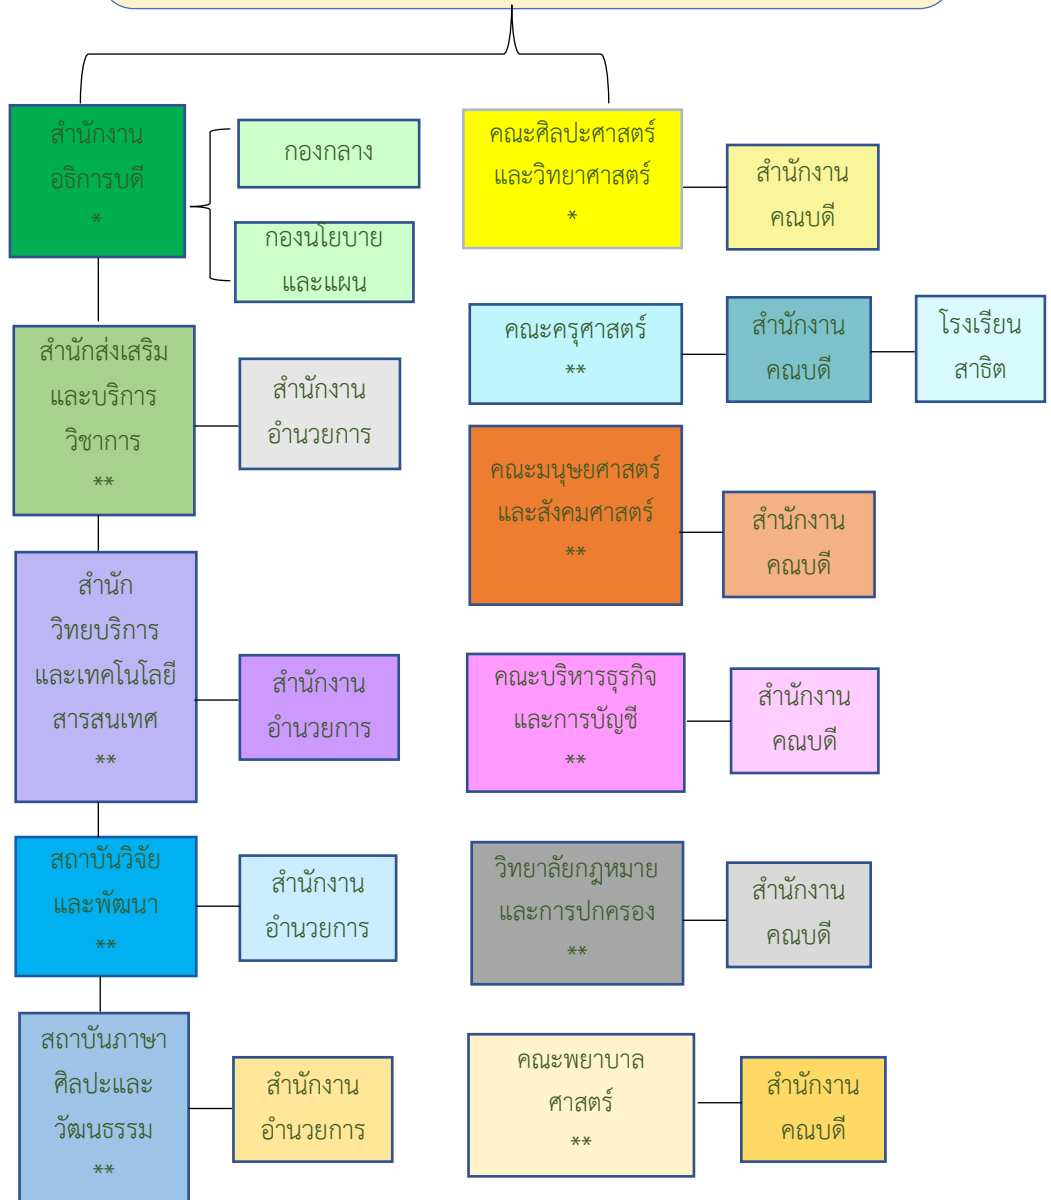 สำนักงาน
อธิการบดี
*
กองกลาง
กองนโยบาย
และแผน
สำนักส่งเสริม
และบริการ
วิชาการ
**
สำนักงาน
อำนวยการ
สำนัก
วิทยบริการ
และเทคโนโลยี
สารสนเทศ
**
สำนักงาน
อำนวยการ
สถาบันวิจัย
และพัฒนา
**
สำนักงาน
อำนวยการ
สถาบันภาษา
ศิลปะและ
วัฒนธรรม
**
สำนักงาน
อำนวยการ
คณะศิลปะศาสตร์
และวิทยาศาสตร์
*
สำนักงาน
คณบดี
คณะครุศาสตร์
**
สำนักงาน
คณบดี
โรงเรียน
สาธิต
คณะมนุษยศาสตร์
และสังคมศาสตร์
**
สำนักงาน
คณบดี
คณะบริหารธุรกิจ
และการบัญชี
**
สำนักงาน
คณบดี
วิทยาลัยกฎหมาย
และการปกครอง
**
สำนักงาน
คณบดี
คณะพยาบาล
ศาสตร์
**
สำนักงาน
คณบดี